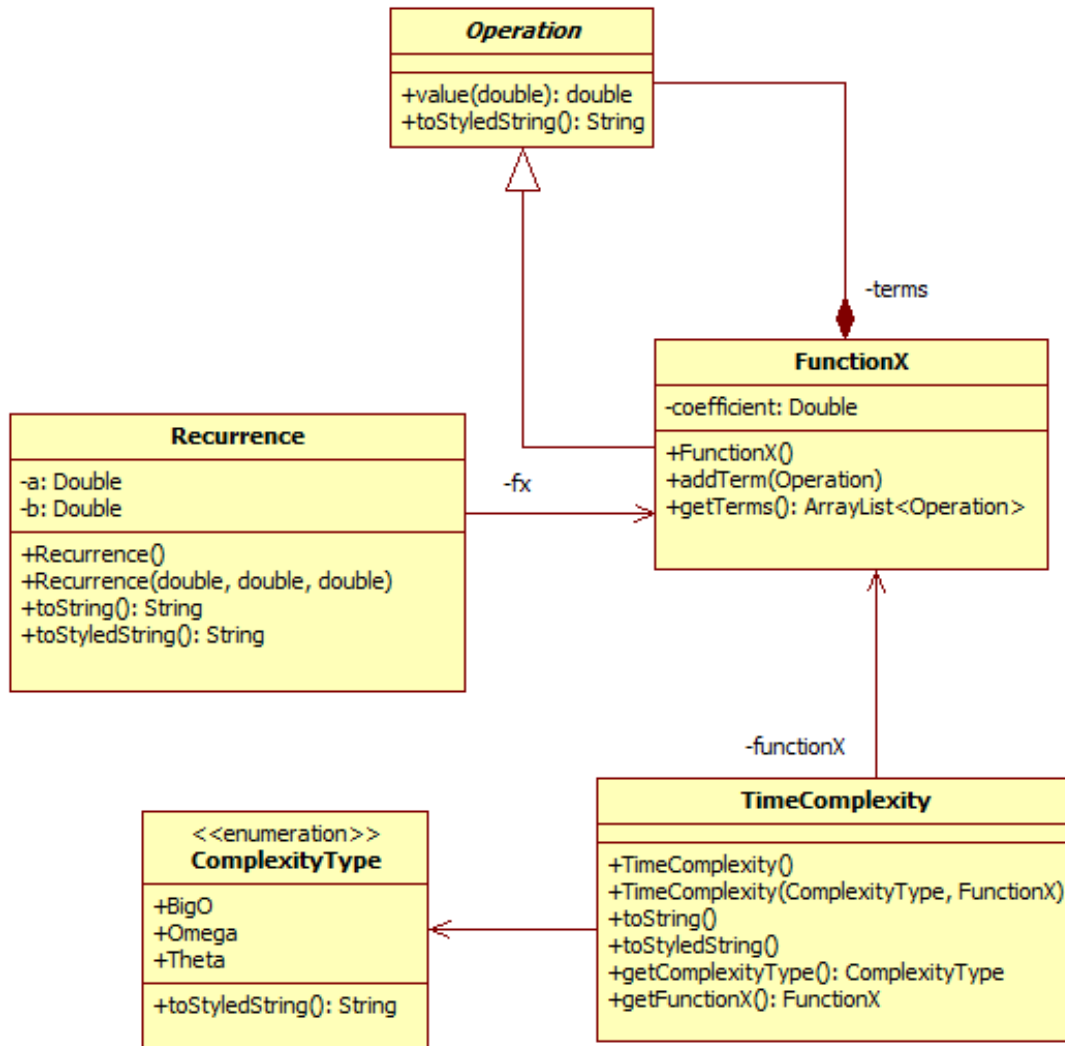 Operation
+value(double): double
+toStyledString(): String
-terms
FunctionX
-coefficient: Double
+FunctionX()
+addTerm(Operation)
+getTerms(): ArrayList<Operation>
Recurrence
-a: Double
-b: Double
+Recurrence()
+Recurrence(double, double, double)
+toString(): String
+toStyledString(): String
-fx
-functionX
TimeComplexity
+TimeComplexity()
+TimeComplexity(ComplexityType, FunctionX)
+toString()
+toStyledString()
+getComplexityType(): ComplexityType
+getFunctionX(): FunctionX
<<enumeration>>
ComplexityType
+BigO
+Omega
+Theta
+toStyledString(): String